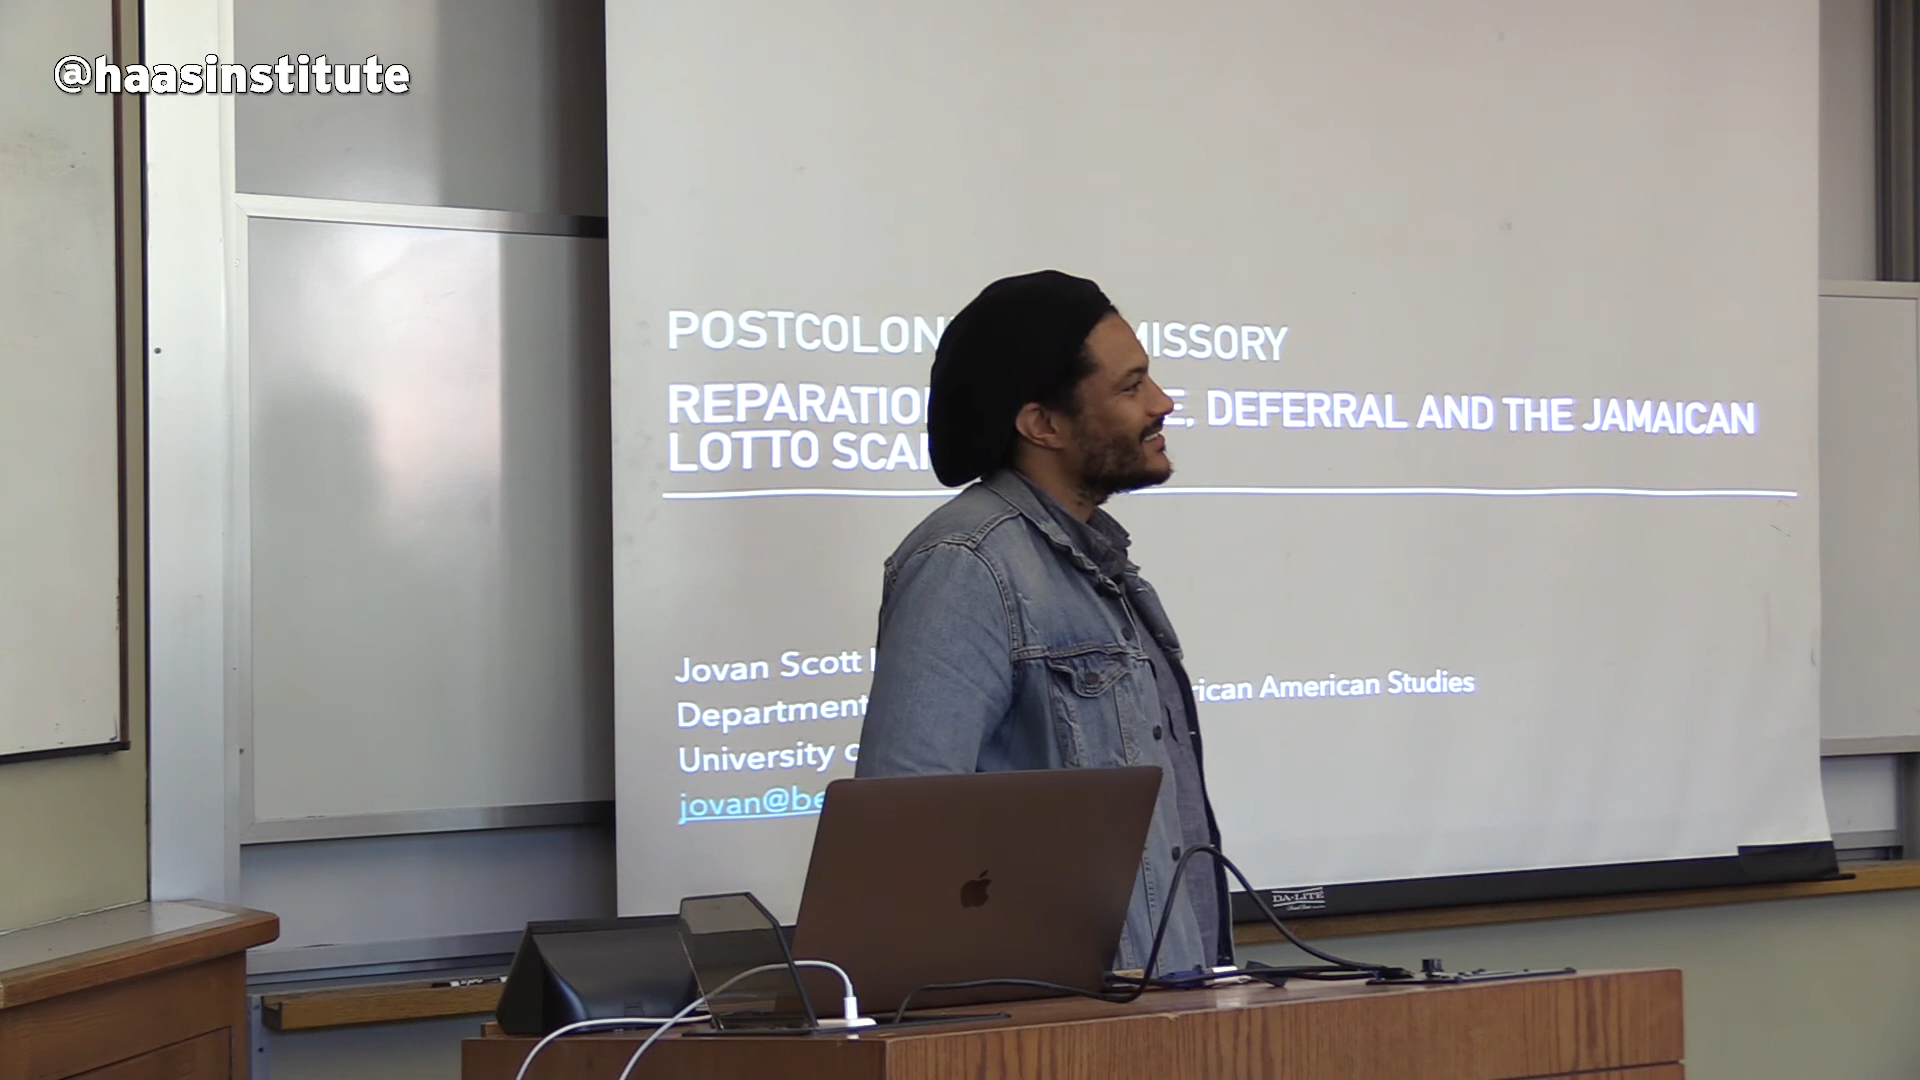 @haasinstitute
POSTCOLON MISSORY
REPARATIO E, DEFERRAL AND THE JAMAICAN
LOTTO SCA
Jovan Scott
Department rican American Studies
University
jovan@be
DA-LITE